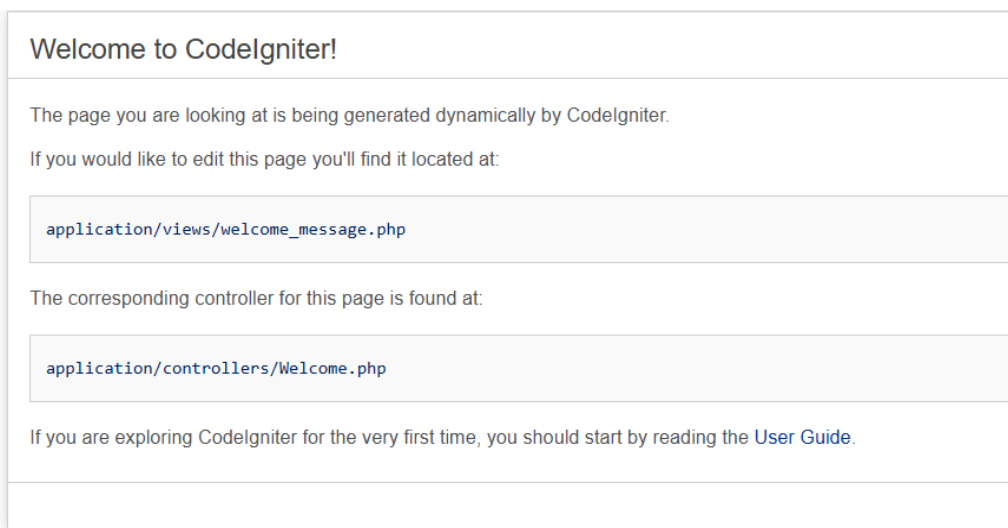 Welcome to CodeIgniter!
The page you are looking at is being generated dynamically by CodeIgniter.
If you would like to edit this page you'll find it located at:
application/views/welcome_message.php
The corresponding controller for this page is found at:
application/controllers/Welcome.php
If you are exploring CodeIgniter for the very first time, you should start by reading the User Guide.